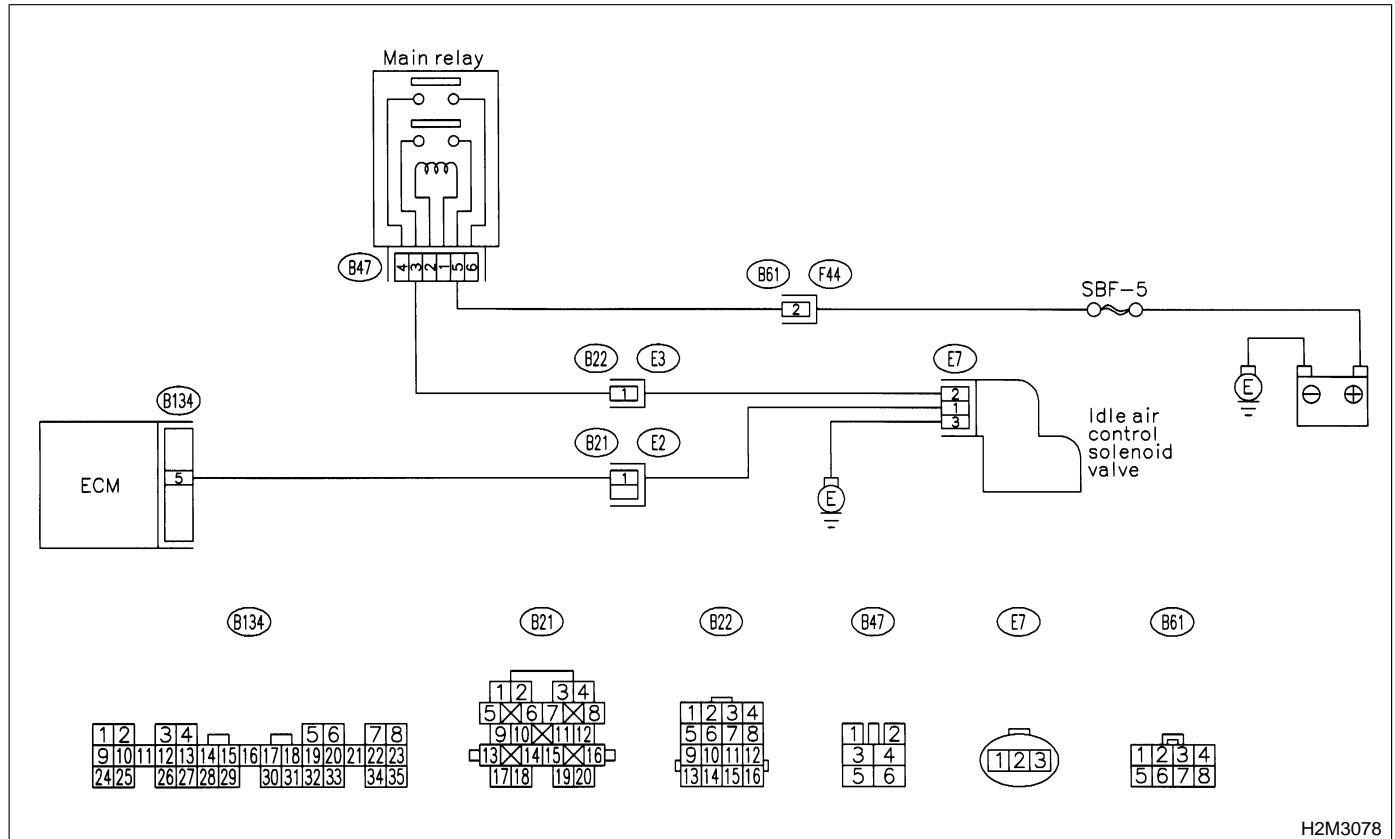 Main relay
B47
4 3 2 1 5 6
B61 F44
2
SBF-5
B22 E3
1
E7
2
1
3
E
⊖ ⊕
Idle air
control
solenoid
valve
B134
5
ECM
B21 E2
1
E
B134 B21 B22 B47 E7 B61
1 2 3 4 5 6 7 8
9 10 11 12 13 14 15 16 17 18 19 20 21 22 23
24 25 26 27 28 29 30 31 32 33 34 35
1 2 3 4
5 6 7 8
9 10 11 12
13 14 15 16
17 18 19 20
1 2 3 4
5 6 7 8
9 10 11 12
13 14 15 16
1 2
3 4
5 6
1 2 3
1 2 3 4
5 6 7 8
H2M3078